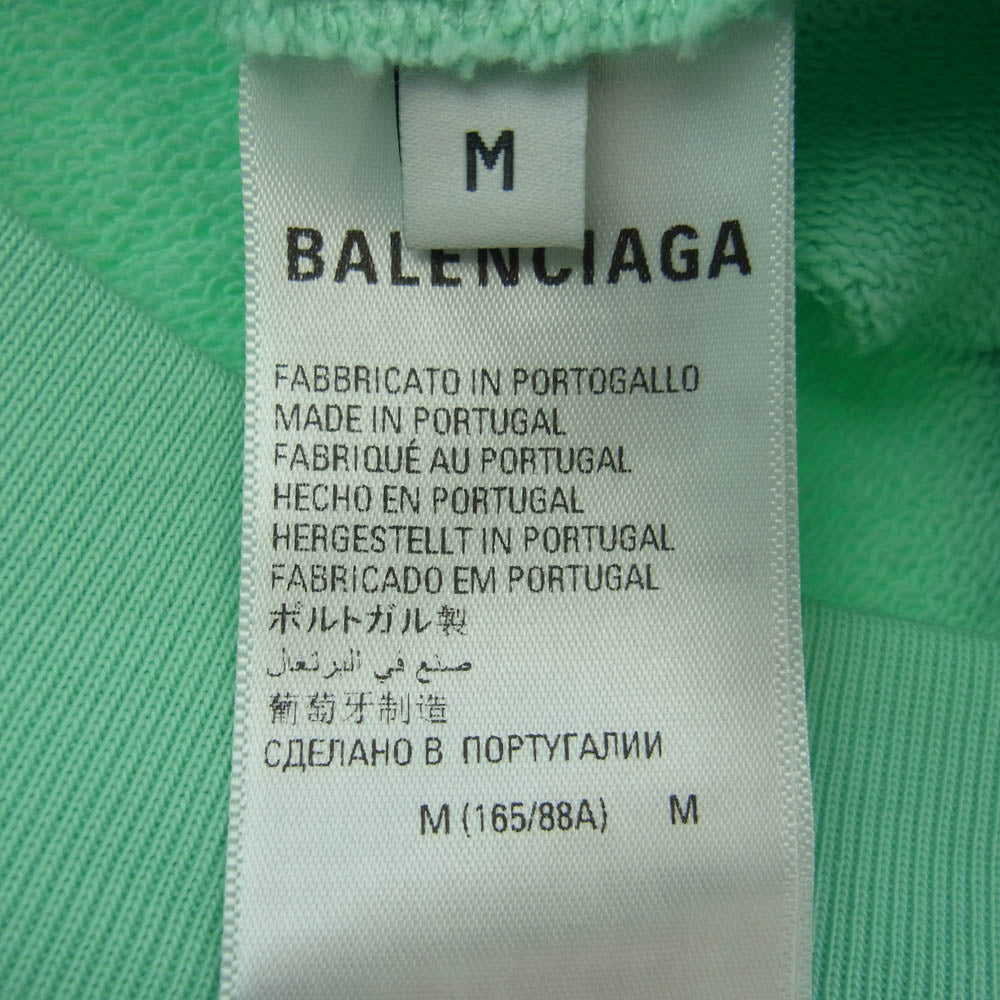 M
BALENCIAGA
FABBRICATO IN PORTOGALLO
MADE IN PORTUGAL
FABRIQUÉ AU PORTUGAL
HECHO EN PORTUGAL
HERGESTELLT IN PORTUGAL
FABRICADO EM PORTUGAL
ポルトガル製
صنع في البرتغال
葡萄牙制造
СДЕЛАНО В ПОРТУГАЛИИ
M (165/88A) M